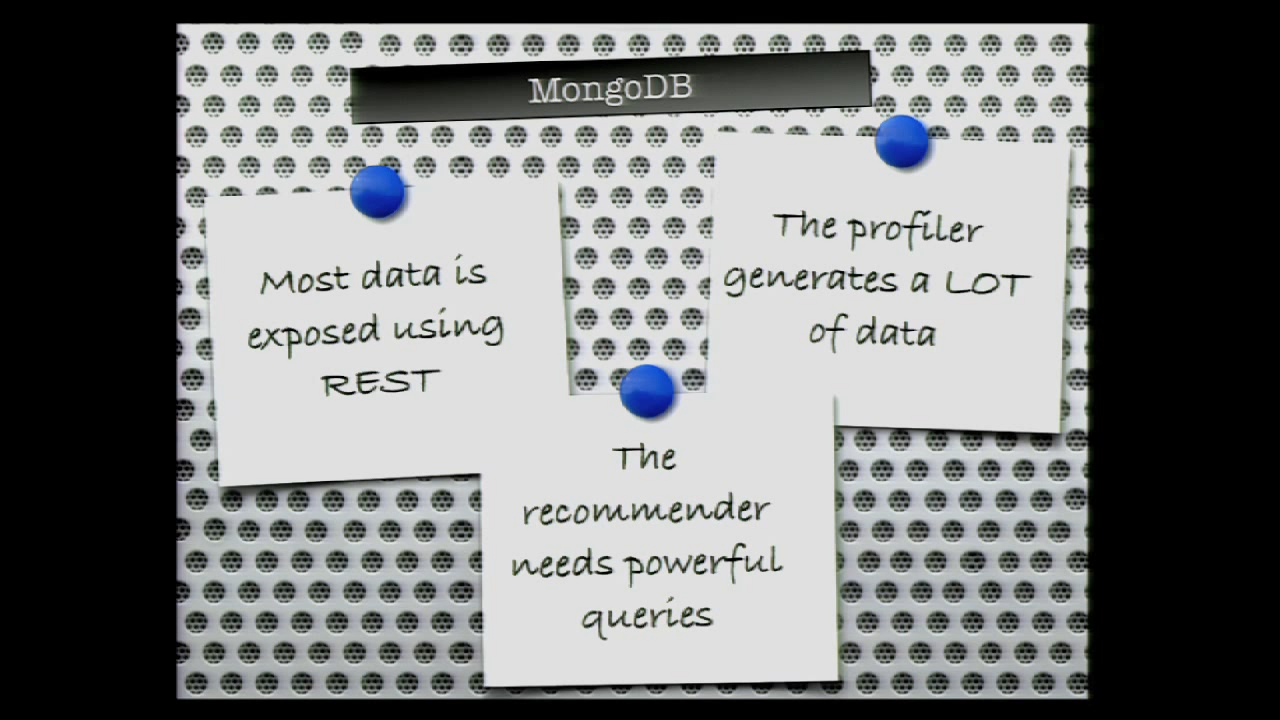 MongoDB
Most data is
exposed using
REST
The profiler
generates a LOT
of data
The
recommender
needs powerful
queries